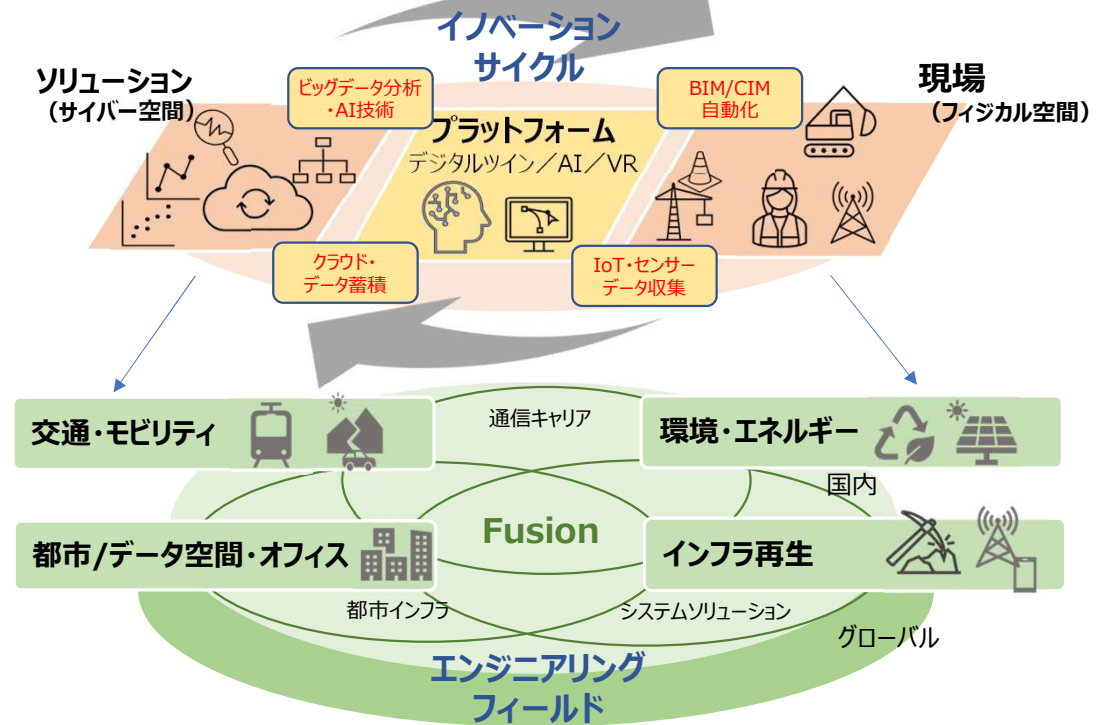 イノベーション
サイクル
ソリューション
（サイバー空間）
ビッグデータ分析
・AI技術
BIM/CIM
自動化
現場
（フィジカル空間）
プラットフォーム
デジタルツイン／AI／VR
クラウド・
データ蓄積
IoT・センサー
データ収集
交通・モビリティ
通信キャリア
環境・エネルギー
国内
Fusion
都市/データ空間・オフィス
インフラ再生
都市インフラ
システムソリューション
グローバル
エンジニアリング
フィールド